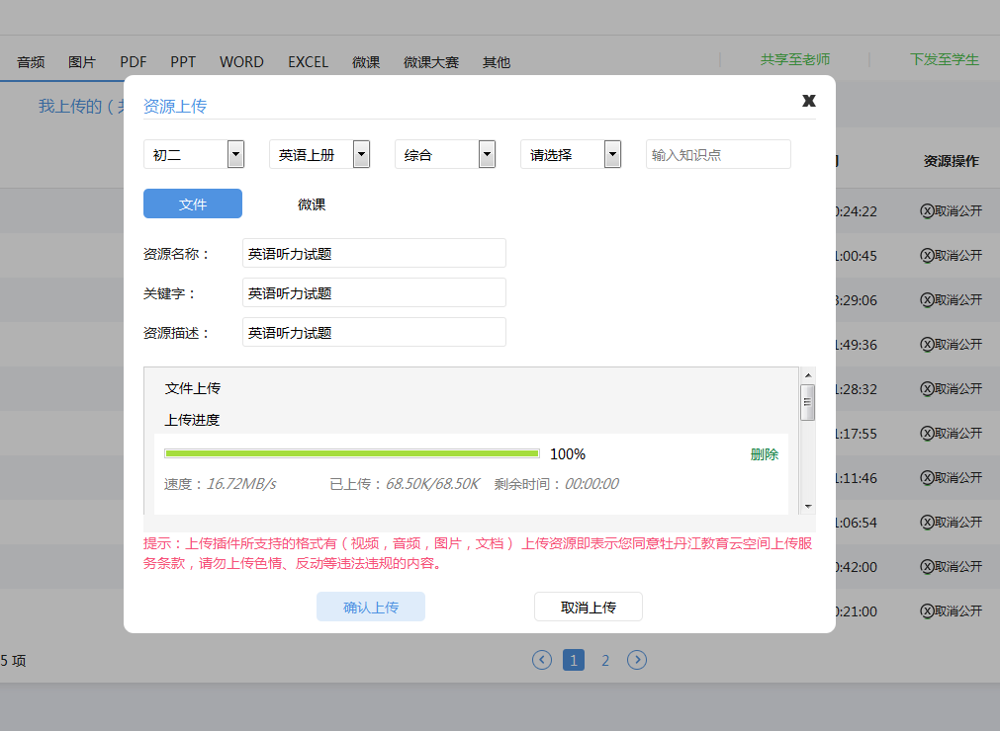 音频 图片 PDF PPT WORD EXCEL 微课 微课大赛 其他 共享至老师 下发至学生
我上传的（共
资源上传 X
初二 英语上册 综合 请选择 输入知识点
资源操作
文件 微课
0:24:22 取消公开
资源名称： 英语听力试题
1:00:45 取消公开
关键字： 英语听力试题
3:29:06 取消公开
资源描述： 英语听力试题
1:49:36 取消公开
文件上传
1:28:32 取消公开
上传进度
1:17:55 取消公开
100% 删除
速度：16.72MB/s 已上传：68.50K/68.50K 剩余时间：00:00:00
1:11:46 取消公开
1:06:54 取消公开
提示：上传插件所支持的格式有（视频，音频，图片，文档） 上传资源即表示您同意牡丹江教育云空间上传服
务条款，请勿上传色情、反动等违法违规的内容。
0:42:00 取消公开
确认上传 取消上传
0:21:00 取消公开
5 项 1 2